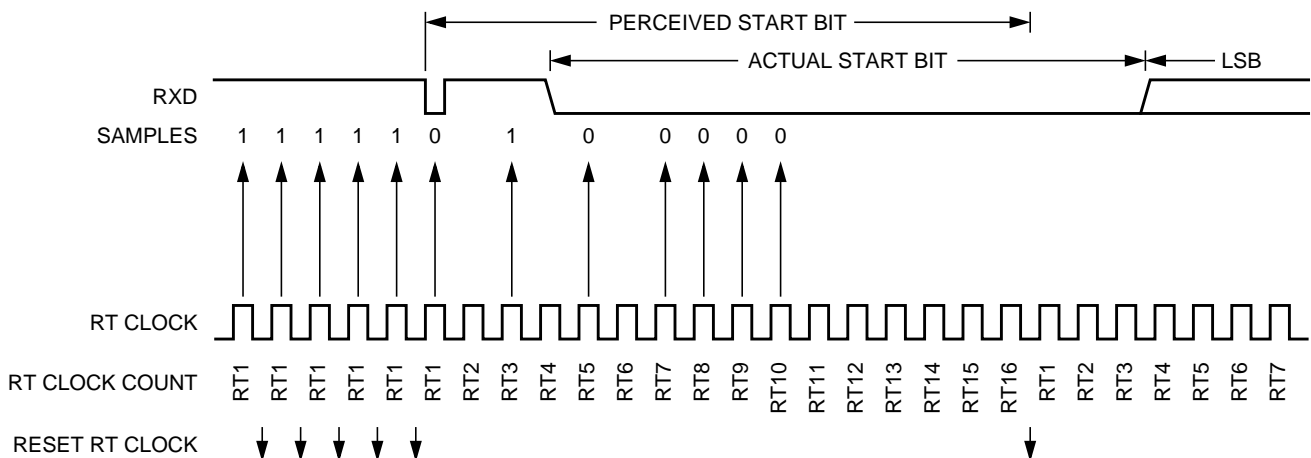 PERCEIVED START BIT
ACTUAL START BIT
LSB
RXD
SAMPLES 1 1 1 1 1 0 1 0 0 0 0 0
RT CLOCK
RT CLOCK COUNT RT1 RT1 RT1 RT1 RT1 RT1 RT2 RT3 RT4 RT5 RT6 RT7 RT8 RT9 RT10 RT11 RT12 RT13 RT14 RT15 RT16 RT1 RT2 RT3 RT4 RT5 RT6 RT7
RESET RT CLOCK